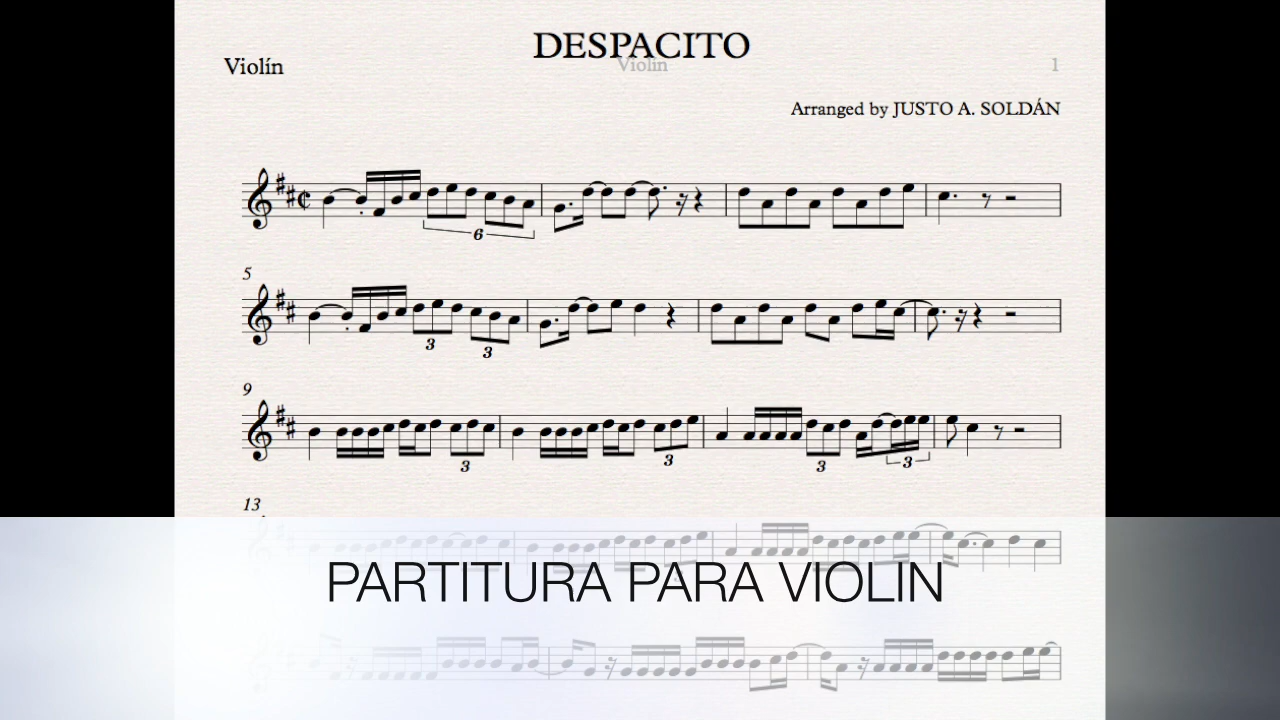 DESPACITO
Violín
Violín
1
Arranged by JUSTO A. SOLDÁN
6
5
3
3
9
3
3
3
3
13
PARTITURA PARA VIOLIN